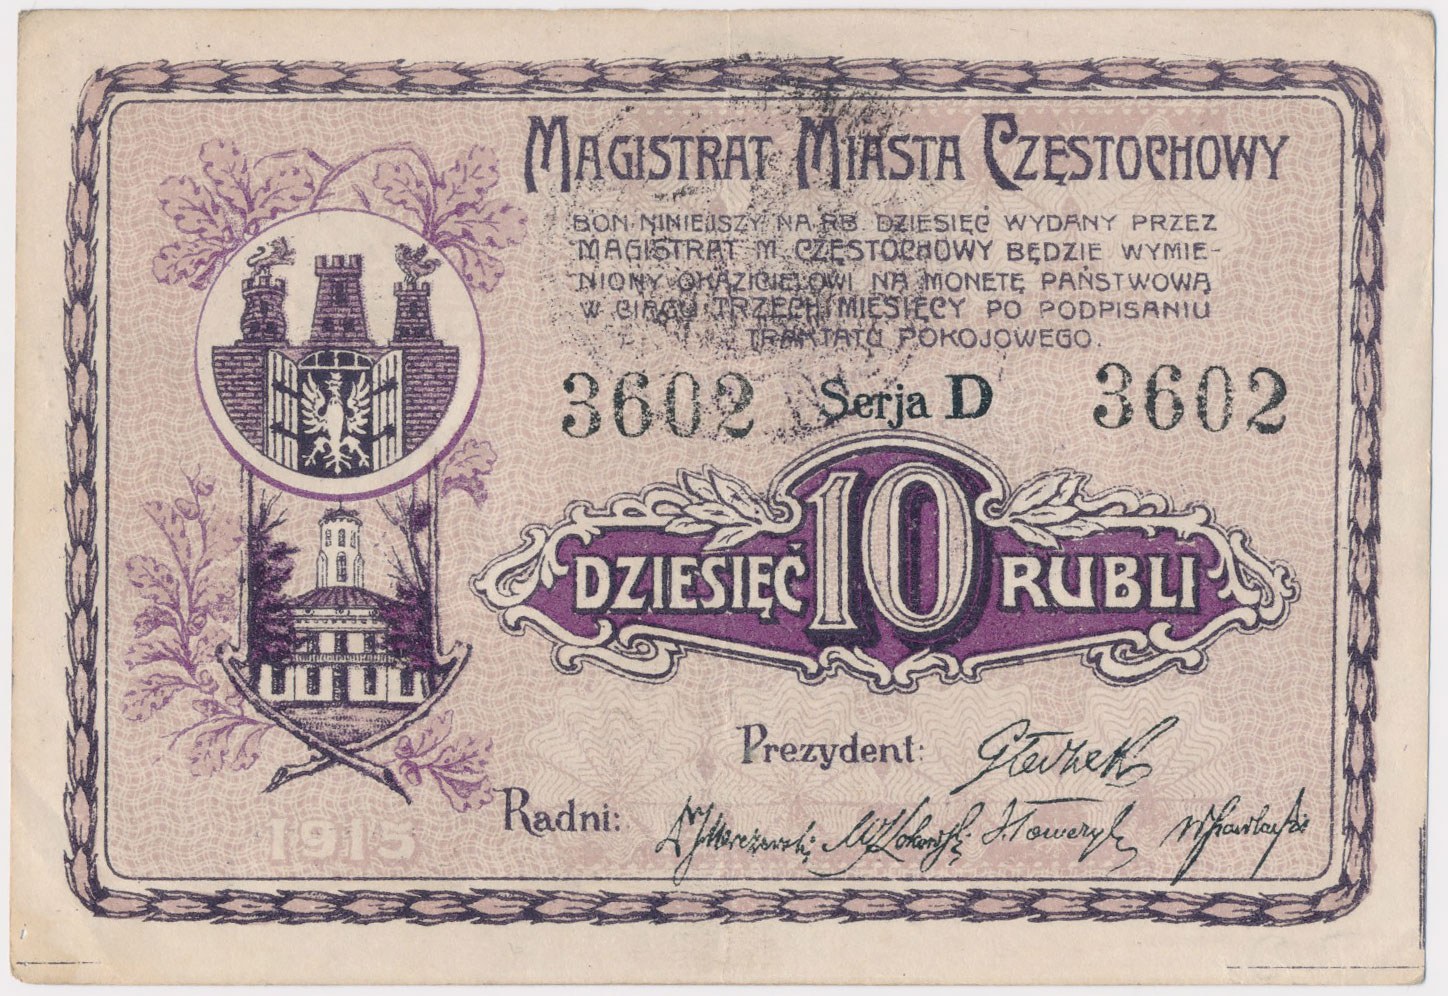 MAGISTRAT MIASTA CZĘSTOCHOWY
BON NINIEJSZY NA RB. DZIESIĘĆ WYDANY PRZEZ
MAGISTRAT M. CZĘSTOCHOWY BĘDZIE WYMIE-
NIONY OKAZICIELOWI NA MONETĘ PAŃSTWOWĄ
W CIĄGU TRZECH MIESIĘCY PO PODPISANIU
TRAKTATU POKOJOWEGO.
3602 Serja D 3602
DZIESIĘĆ 10 RUBLI
Prezydent:
Radni:
1915